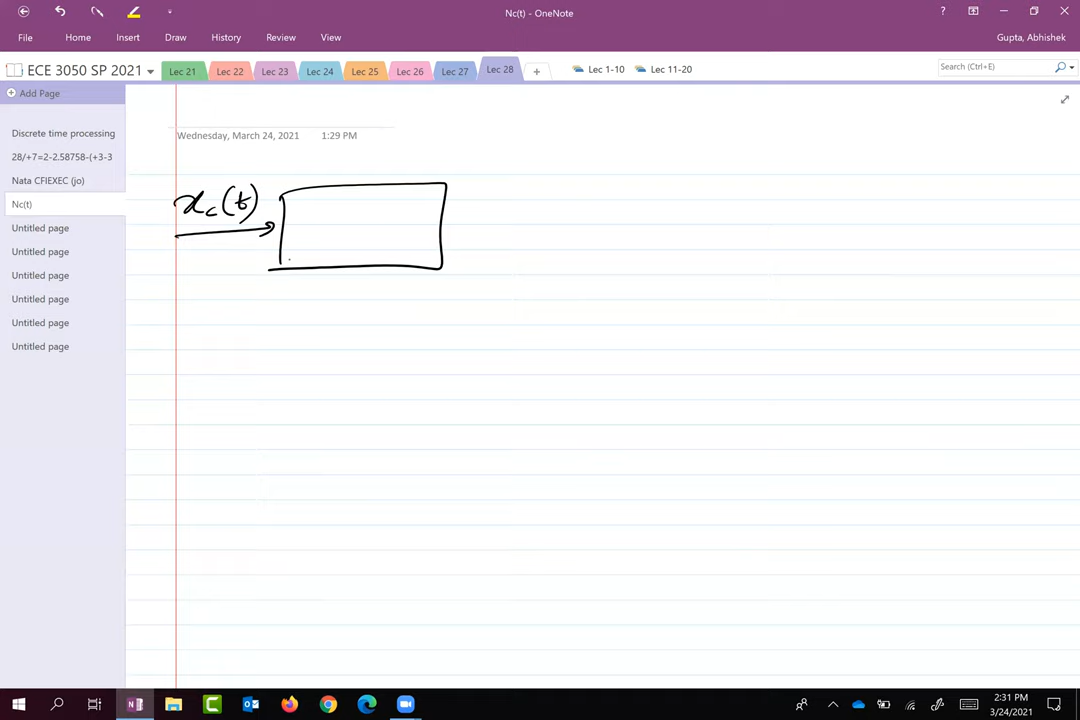 Nc(t) - OneNote
?
File
Home
Insert
Draw
History
Review
View
Gupta, Abhishek
ECE 3050 SP 2021
Lec 21
Lec 22
Lec 23
Lec 24
Lec 25
Lec 26
Lec 27
Lec 28
Lec 1-10
Lec 11-20
Search (Ctrl+E)
Add Page
Discrete time processing
28/+7=2-2.58758-(+3-3
Nata CFIEXEC (jo)
Nc(t)
Untitled page
Untitled page
Untitled page
Untitled page
Untitled page
Untitled page
Wednesday, March 24, 2021 1:29 PM
x_c(t)
2:31 PM
3/24/2021